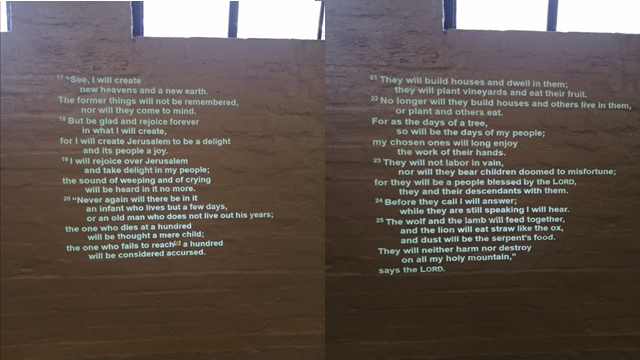 17 "See, I will create
new heavens and a new earth.
The former things will not be remembered,
nor will they come to mind.
18 But be glad and rejoice forever
in what I will create,
for I will create Jerusalem to be a delight
and its people a joy.
19 I will rejoice over Jerusalem
and take delight in my people;
the sound of weeping and of crying
will be heard in it no more.
20 "Never again will there be in it
an infant who lives but a few days,
or an old man who does not live out his years;
the one who dies at a hundred
will be thought a mere child;
the one who fails to reach a hundred
will be considered accursed.
21 They will build houses and dwell in them;
they will plant vineyards and eat their fruit.
22 No longer will they build houses and others live in them,
or plant and others eat.
For as the days of a tree,
so will be the days of my people;
my chosen ones will long enjoy
the work of their hands.
23 They will not labor in vain,
nor will they bear children doomed to misfortune;
for they will be a people blessed by the LORD,
they and their descendants with them.
24 Before they call I will answer;
while they are still speaking I will hear.
25 The wolf and the lamb will feed together,
and the lion will eat straw like the ox,
and dust will be the serpent's food.
They will neither harm nor destroy
on all my holy mountain,"
says the LORD.